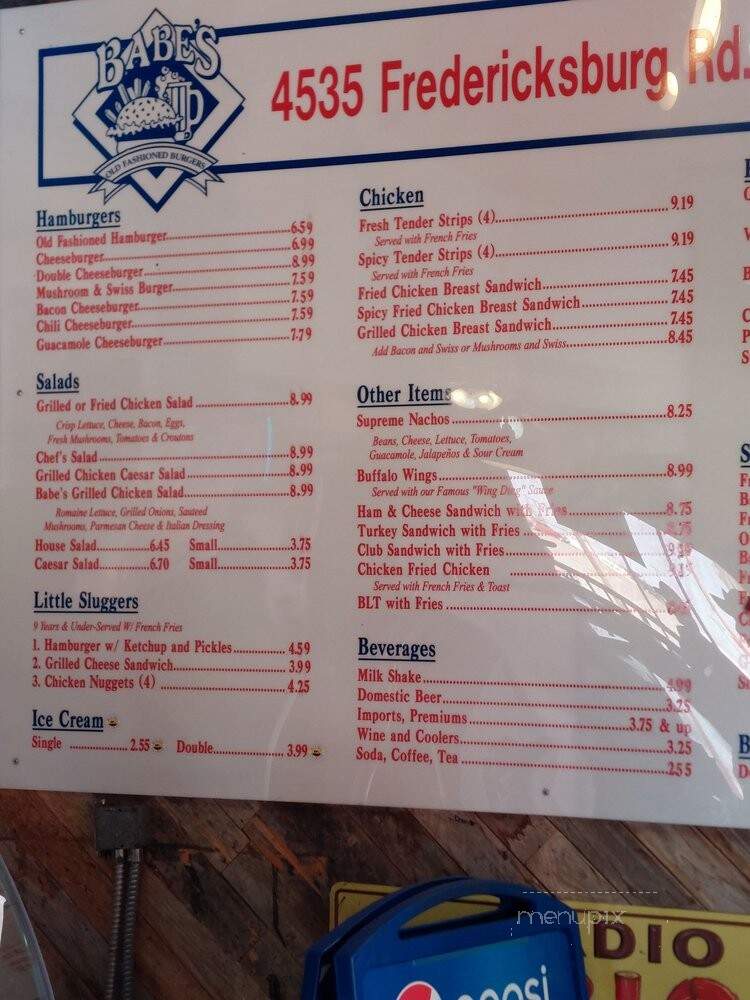 BABE'S
OLD FASHIONED BURGERS
4535 Fredericksburg Rd.
Hamburgers
Old Fashioned Hamburger 6.59
Cheeseburger 6.99
Double Cheeseburger 8.99
Mushroom & Swiss Burger 7.59
Bacon Cheeseburger 7.59
Chili Cheeseburger 7.59
Guacamole Cheeseburger 7.79
Salads
Grilled or Fried Chicken Salad 8.99
Crisp Lettuce, Cheese, Bacon, Eggs,
Fresh Mushrooms, Tomatoes & Croutons
Chef's Salad 8.99
Grilled Chicken Caesar Salad 8.99
Babe's Grilled Chicken Salad 8.99
Romaine Lettuce, Grilled Onions, Sauteed
Mushrooms, Parmesan Cheese & Italian Dressing
House Salad 6.45 Small 3.75
Caesar Salad 6.70 Small 3.75
Little Sluggers
9 Years & Under-Served W/ French Fries
1. Hamburger w/ Ketchup and Pickles 4.59
2. Grilled Cheese Sandwich 3.99
3. Chicken Nuggets (4) 4.25
Ice Cream
Single 2.55 Double 3.99
Chicken
Fresh Tender Strips (4) 9.19
Served with French Fries
Spicy Tender Strips (4) 9.19
Served with French Fries
Fried Chicken Breast Sandwich 7.45
Spicy Fried Chicken Breast Sandwich 7.45
Grilled Chicken Breast Sandwich 7.45
Add Bacon and Swiss or Mushrooms and Swiss 8.45
Other Items
Supreme Nachos 8.25
Beans, Cheese, Lettuce, Tomatoes,
Guacamole, Jalapeños & Sour Cream
Buffalo Wings 8.99
Served with our Famous "Wing Ding" Sauce
Ham & Cheese Sandwich with Fries 8.75
Turkey Sandwich with Fries 8.75
Club Sandwich with Fries
Chicken Fried Chicken
Served with French Fries & Toast
BLT with Fries
Beverages
Milk Shake 4.99
Domestic Beer 3.25
Imports, Premiums 3.75 & up
Wine and Coolers 3.25
Soda, Coffee, Tea 2.55
menupix
pepsi